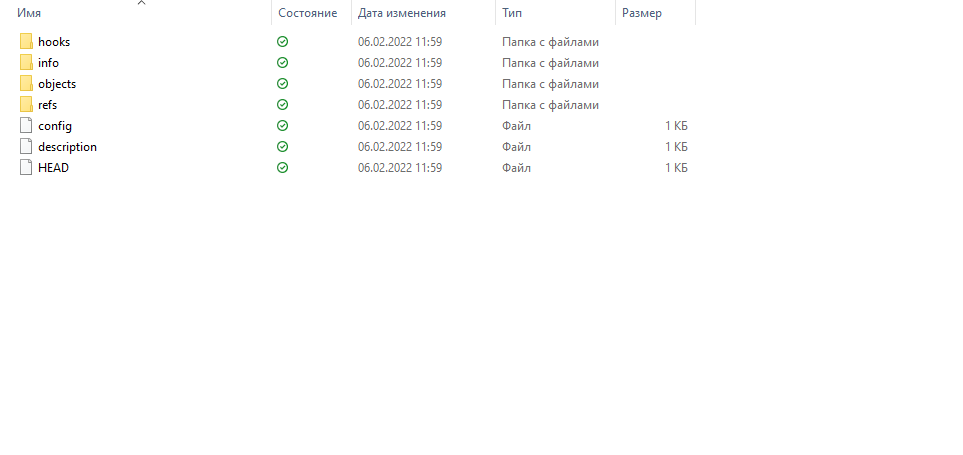 Имя Состояние Дата изменения Тип Размер
hooks 06.02.2022 11:59 Папка с файлами
info 06.02.2022 11:59 Папка с файлами
objects 06.02.2022 11:59 Папка с файлами
refs 06.02.2022 11:59 Папка с файлами
config 06.02.2022 11:59 Файл 1 КБ
description 06.02.2022 11:59 Файл 1 КБ
HEAD 06.02.2022 11:59 Файл 1 КБ